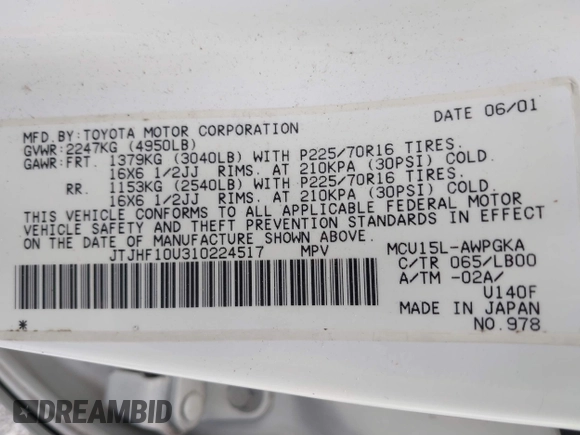 DATE 06/01
MFD.BY:TOYOTA MOTOR CORPORATION
GVWR:2247KG (4950LB)
GAWR:FRT. 1379KG (3040LB) WITH P225/70R16 TIRES.
16X6 1/2JJ RIMS. AT 210KPA (30PSI) COLD.
RR. 1153KG (2540LB) WITH P225/70R16 TIRES.
16X6 1/2JJ RIMS. AT 210KPA (30PSI) COLD.
THIS VEHICLE CONFORMS TO ALL APPLICABLE FEDERAL MOTOR
VEHICLE SAFETY AND THEFT PREVENTION STANDARDS IN EFFECT
ON THE DATE OF MANUFACTURE SHOWN ABOVE.
JTJHF10U310224517 MPV MCU15L-AWPGKA
C/TR 065/LB00
A/TM -02A/
U140F
MADE IN JAPAN
* NO.978
DREAMBID